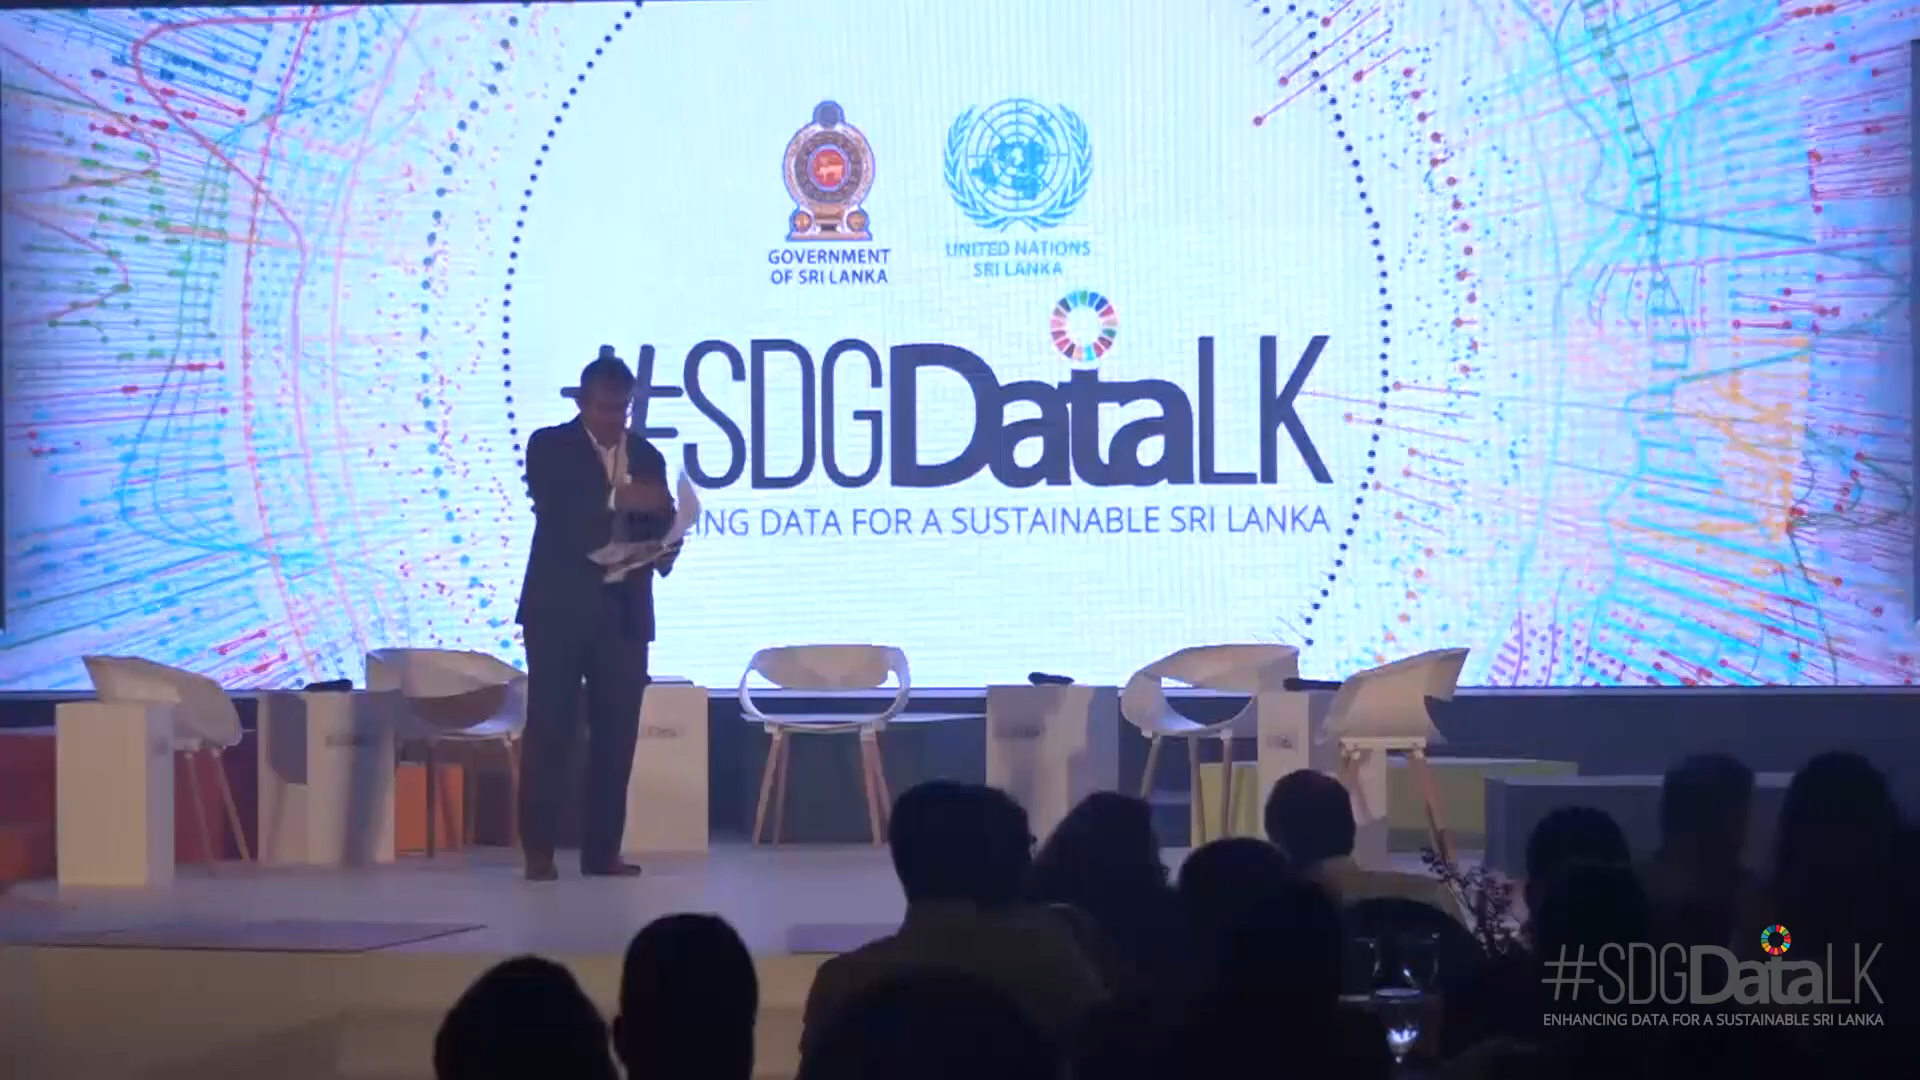 GOVERNMENT
OF SRI LANKA
UNITED NATIONS
SRI LANKA
#SDGDataLK
ING DATA FOR A SUSTAINABLE SRI LANKA
#SDGDataLK
ENHANCING DATA FOR A SUSTAINABLE SRI LANKA